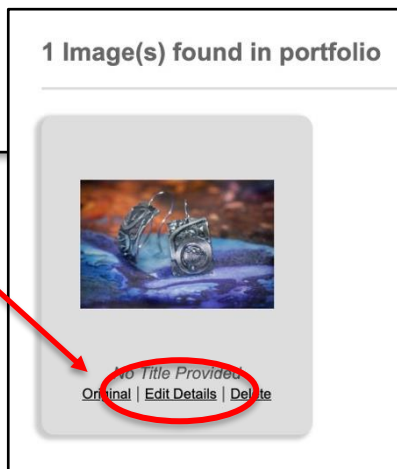 1 Image(s) found in portfolio
No Title Provided
Original | Edit Details | Delete